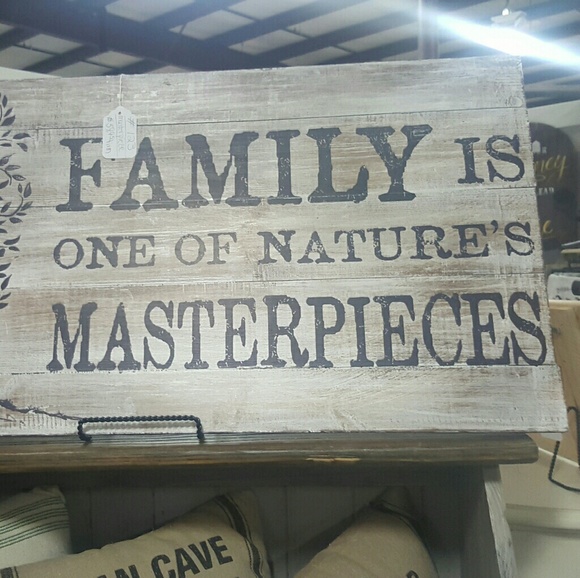 FAMILY IS
ONE OF NATURE'S
MASTERPIECES
CAVE